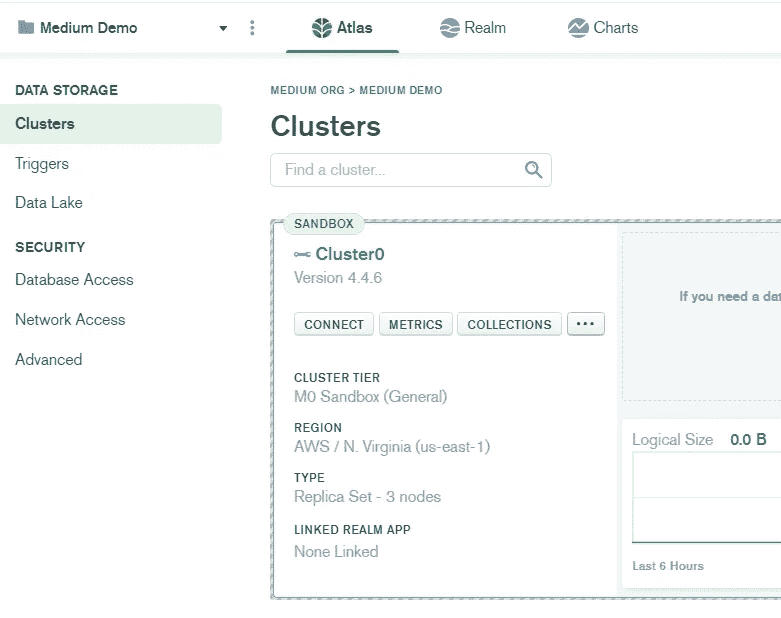 Medium Demo
Atlas
Realm
Charts
DATA STORAGE
Clusters
Triggers
Data Lake
SECURITY
Database Access
Network Access
Advanced
MEDIUM ORG > MEDIUM DEMO
Clusters
Find a cluster...
SANDBOX
Cluster0
Version 4.4.6
CONNECT METRICS COLLECTIONS ...
CLUSTER TIER
M0 Sandbox (General)
REGION
AWS / N. Virginia (us-east-1)
TYPE
Replica Set - 3 nodes
LINKED REALM APP
None Linked
If you need a dat
Logical Size 0.0 B
Last 6 Hours